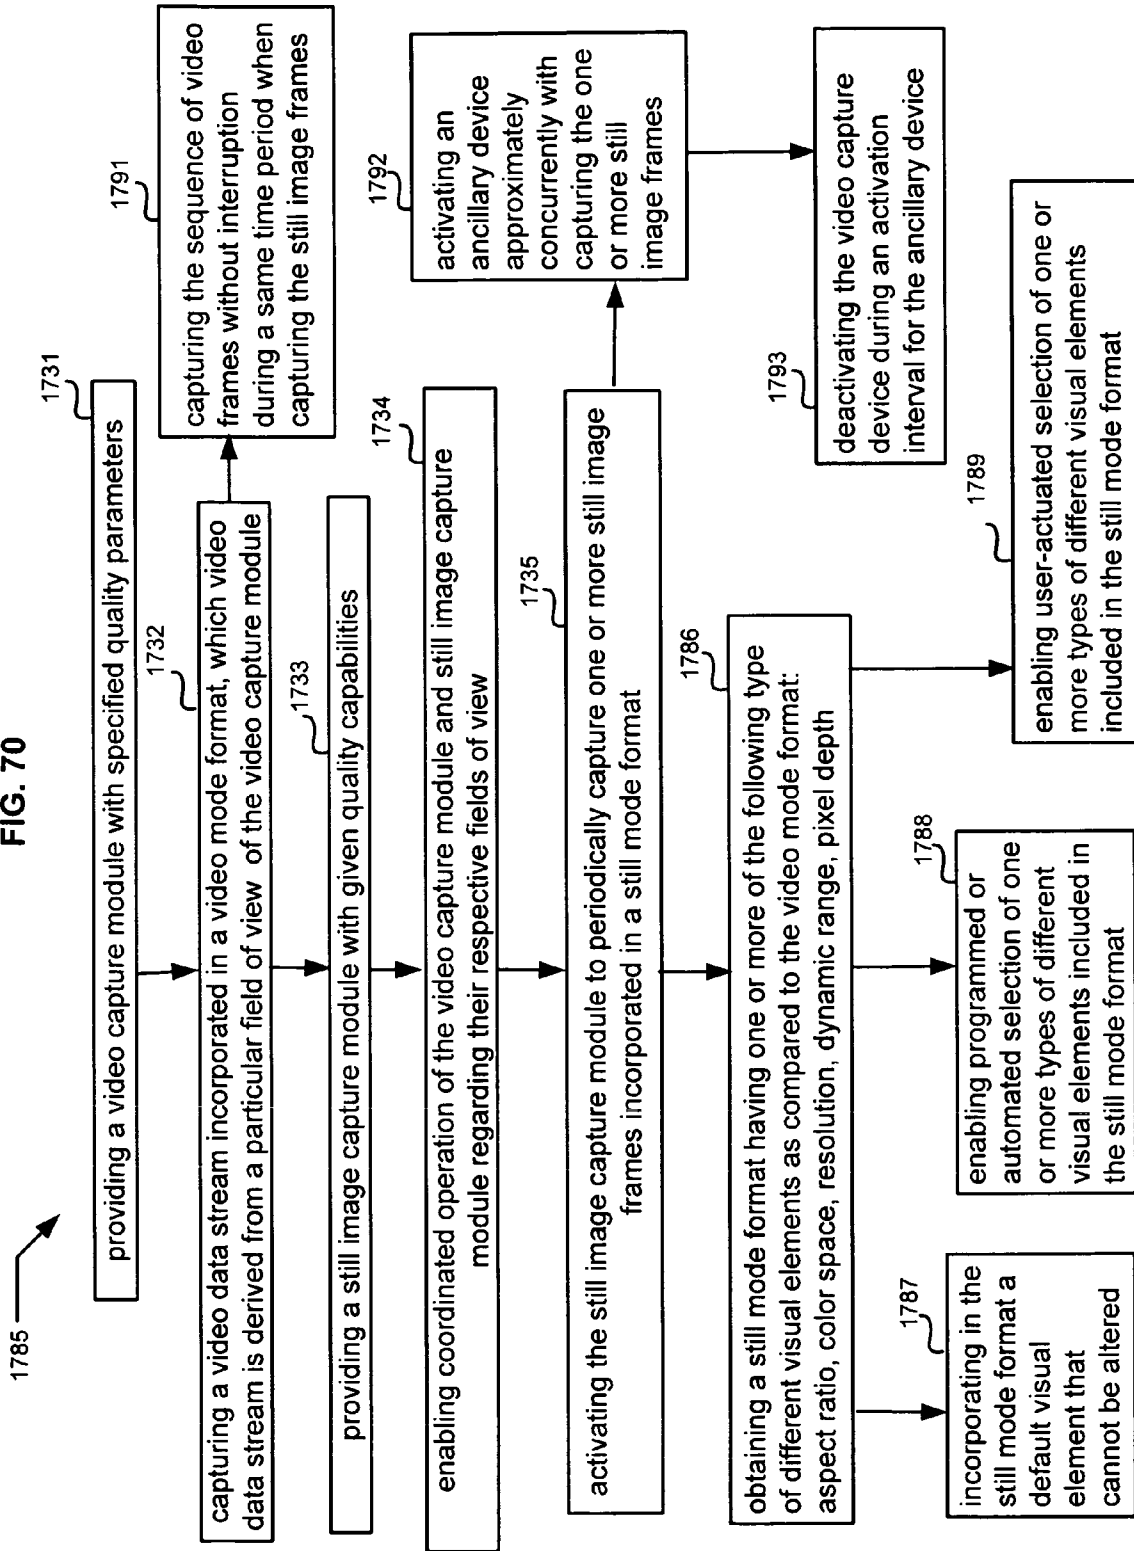 FIG. 70
1785
1731
providing a video capture module with specified quality parameters
1732
capturing a video data stream incorporated in a video mode format, which video
data stream is derived from a particular field of view of the video capture module
1791
capturing the sequence of video
frames without interruption
during a same time period when
capturing the still image frames
1733
providing a still image capture module with given quality capabilities
1734
enabling coordinated operation of the video capture module and still image capture
module regarding their respective fields of view
1735
activating the still image capture module to periodically capture one or more still image
frames incorporated in a still mode format
1792
activating an
ancillary device
approximately
concurrently with
capturing the one
or more still
image frames
1793
deactivating the video capture
device during an activation
interval for the ancillary device
1786
obtaining a still mode format having one or more of the following type
of different visual elements as compared to the video mode format:
aspect ratio, color space, resolution, dynamic range, pixel depth
1787
incorporating in the
still mode format a
default visual
element that
cannot be altered
1788
enabling programmed or
automated selection of one
or more types of different
visual elements included in
the still mode format
1789
enabling user-actuated selection of one or
more types of different visual elements
included in the still mode format